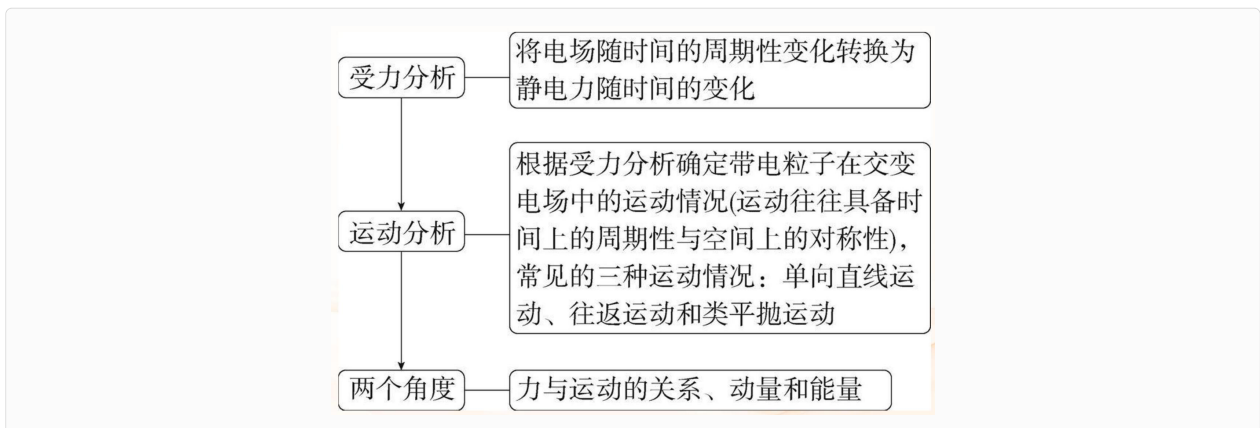 受力分析
将电场随时间的周期性变化转换为
静电力随时间的变化
运动分析
根据受力分析确定带电粒子在交变
电场中的运动情况(运动往往具备时
间上的周期性与空间上的对称性)，
常见的三种运动情况：单向直线运
动、往返运动和类平抛运动
两个角度
力与运动的关系、动量和能量